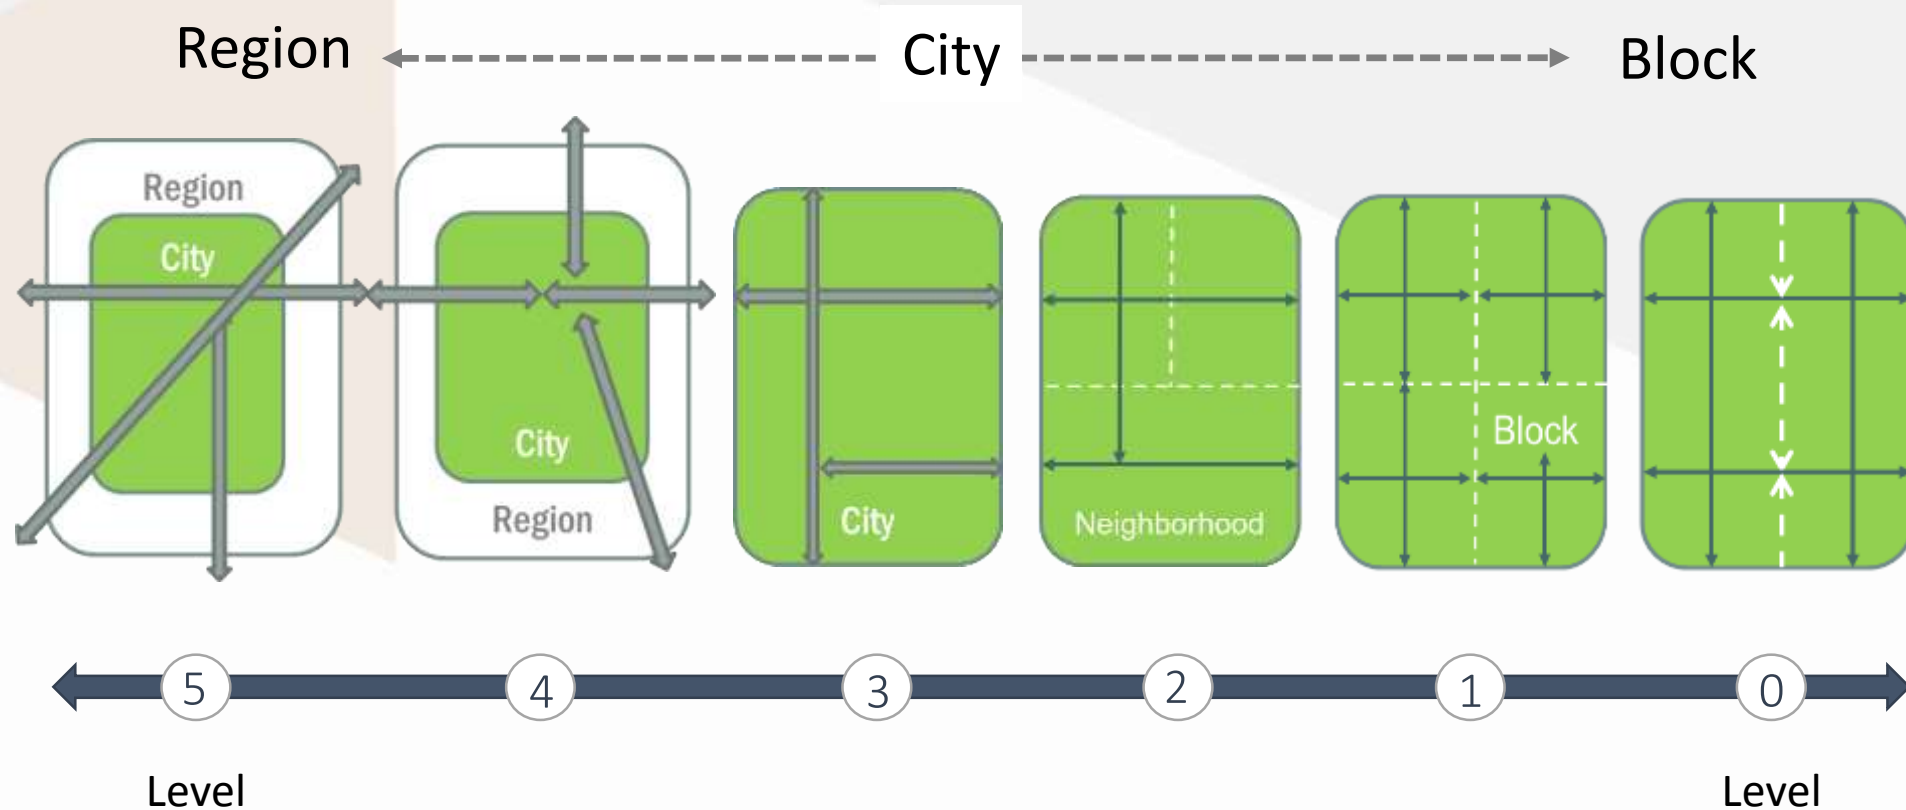 Region
City
Block
Region
City
City
Region
City
Neighborhood
Block
5
4
3
2
1
0
Level
Level